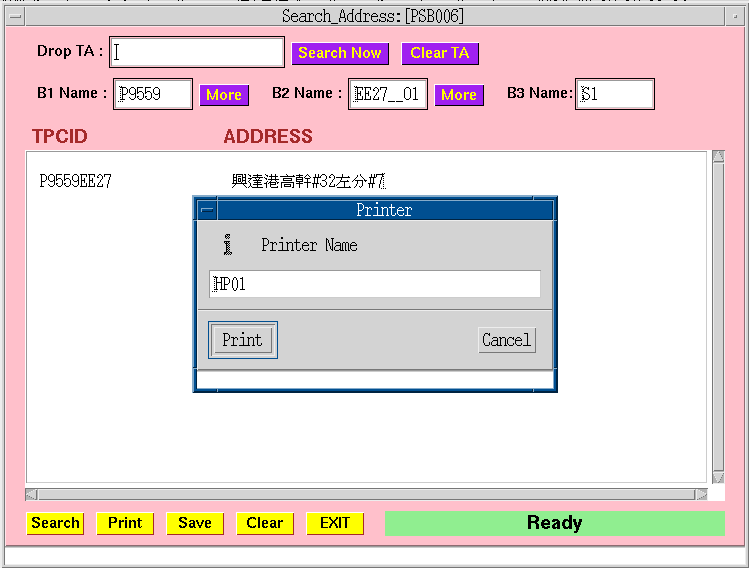 Search_Address:[PSB006]
Drop TA : Search Now Clear TA
B1 Name : P9559 More B2 Name : EE27__01 More B3 Name: S1
TPCID ADDRESS
P9559EE27 興達港高幹#32左分#7
Printer
i Printer Name
HP01
Print Cancel
Search Print Save Clear EXIT Ready